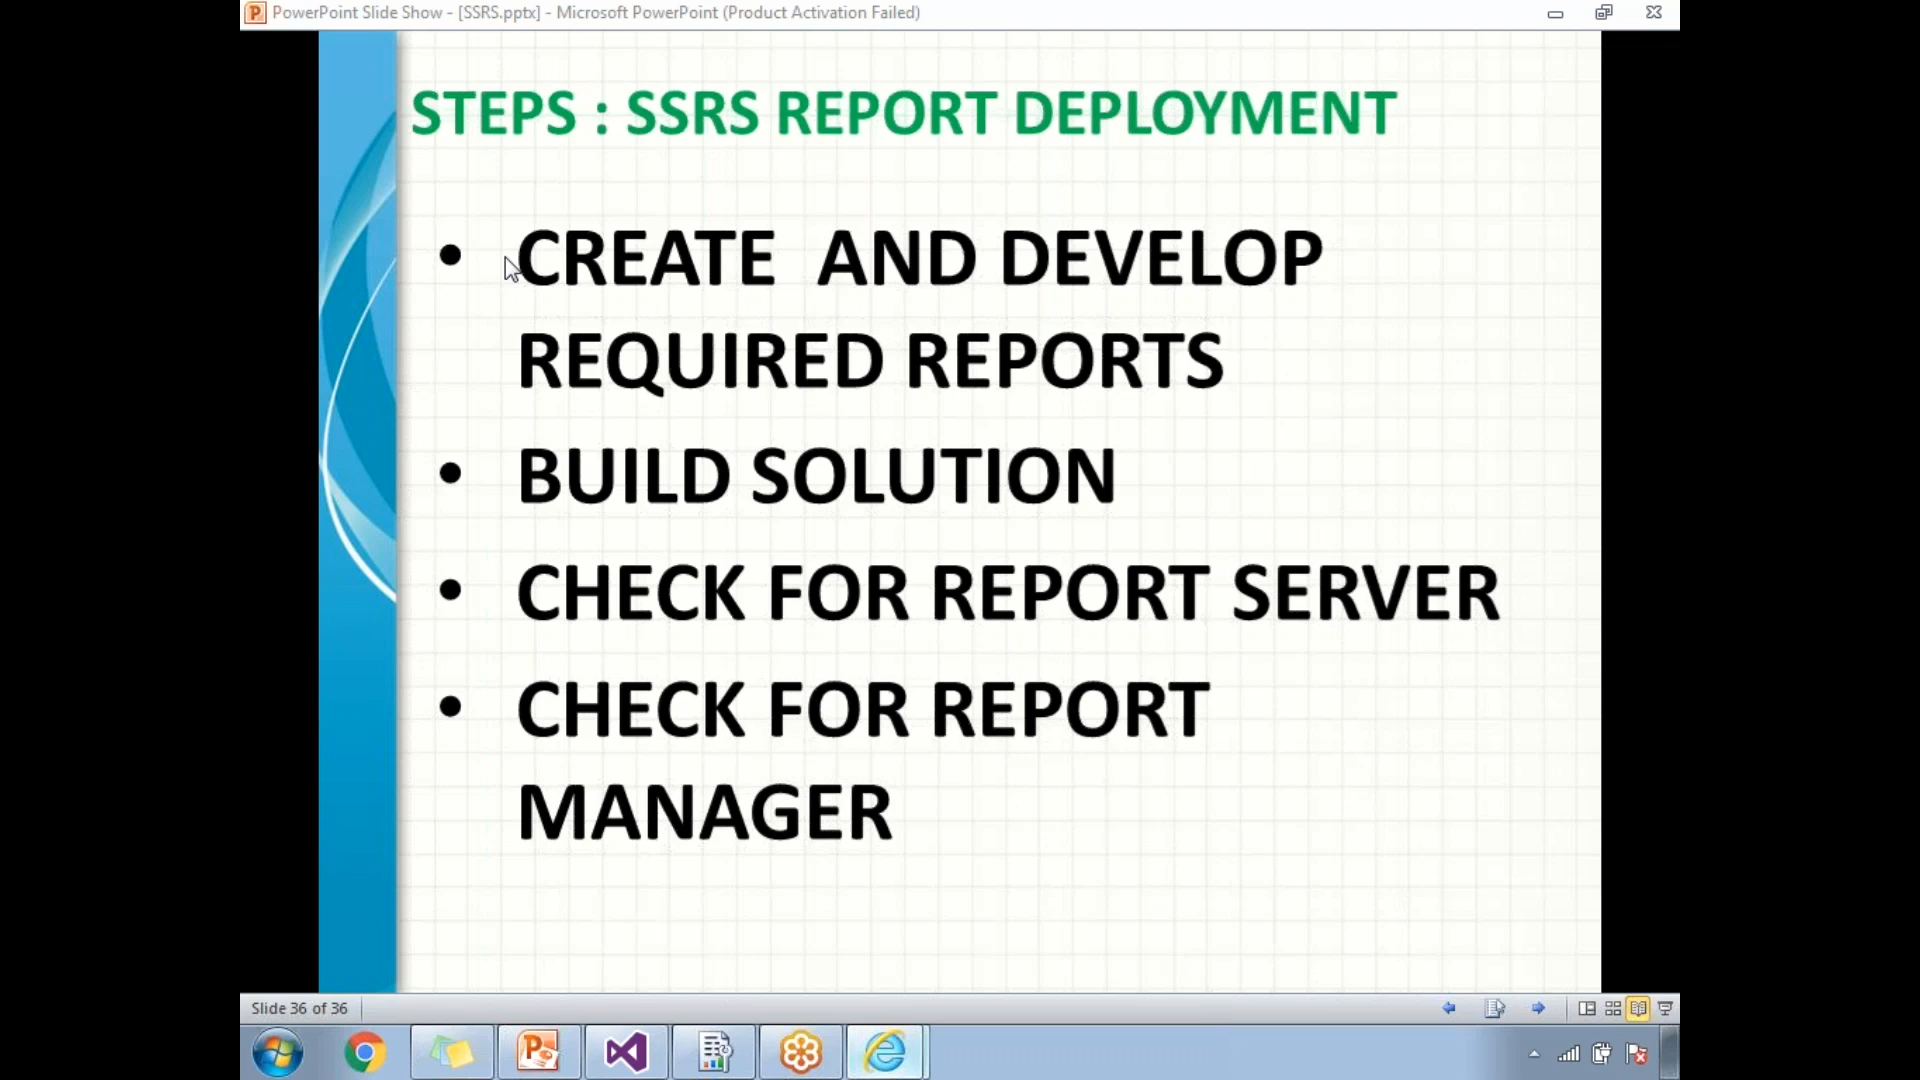 PowerPoint Slide Show - [SSRS.pptx] - Microsoft PowerPoint (Product Activation Failed)
STEPS : SSRS REPORT DEPLOYMENT
• CREATE AND DEVELOP
REQUIRED REPORTS
• BUILD SOLUTION
• CHECK FOR REPORT SERVER
• CHECK FOR REPORT
MANAGER
Slide 36 of 36